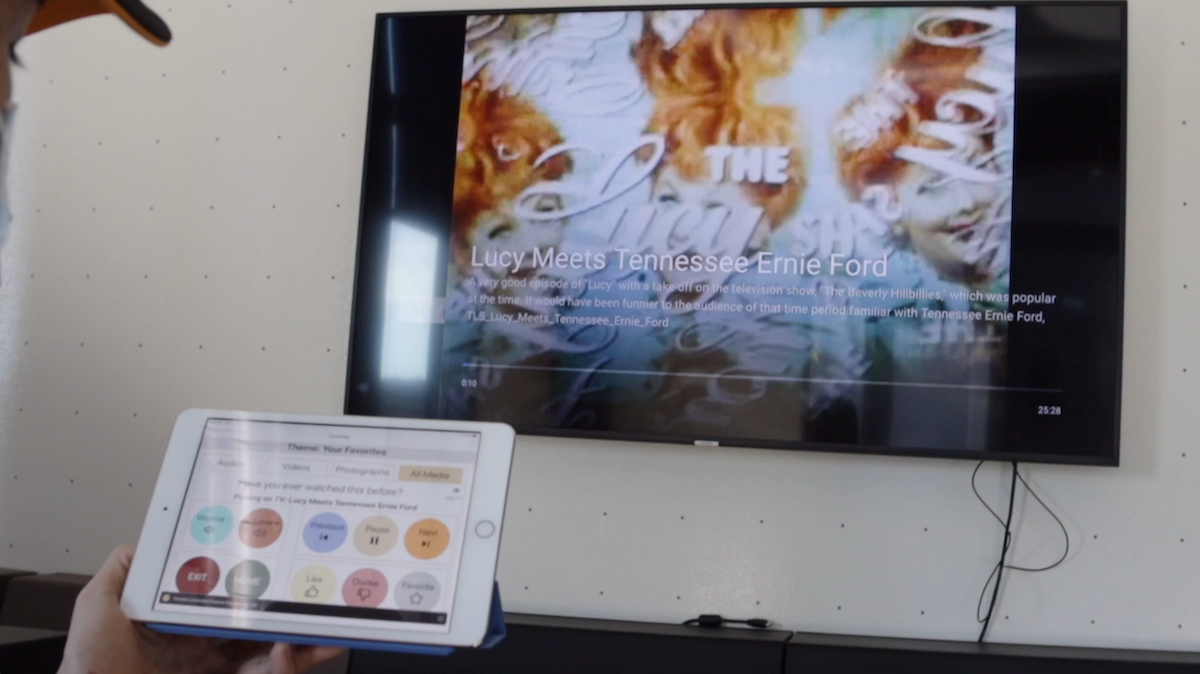 THE
Lucy
SHOW
Lucy Meets Tennessee Ernie Ford
A very good episode of 'Lucy' with a take off on the television show, 'The Beverly Hillbillies,' which was popular
at the time. It would have been funnier to the audience of that time period familiar with Tennessee Ernie Ford,
TLS_Lucy_Meets_Tennessee_Ernie_Ford
THE
0:10
25:28
Theme: Your Favorites
Audio
Videos
Photographs
All Media
Have you ever watched this before?
Playing on TV: Lucy Meets Tennessee Ernie Ford
Volume -
Volume +
Previous
Pause
Next
EXIT
HOME
Like
Dislike
Favorite